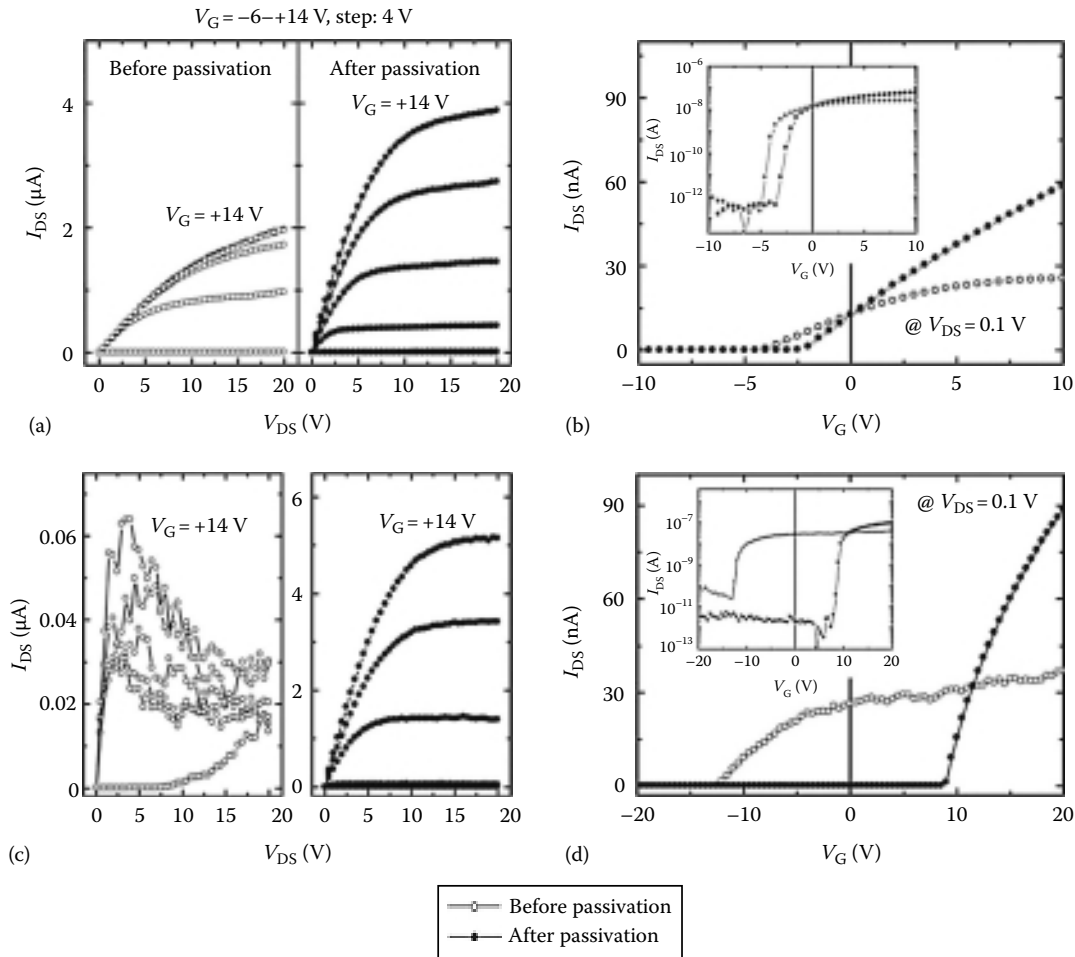 V_G = −6–+14 V, step: 4 V
Before passivation
After passivation
V_G = +14 V
V_G = +14 V
I_DS (μA)
4
2
0
0 5 10 15 20
0 5 10 15 20
(a)
V_DS (V)
I_DS (nA)
90
60
30
0
−10 −5 0 5 10
@ V_DS = 0.1 V
I_DS (A)
10⁻⁶
10⁻⁸
10⁻¹⁰
10⁻¹²
−10 −5 0 5 10
V_G (V)
(b)
V_G (V)
I_DS (μA)
0.06
0.04
0.02
0.00
V_G = +14 V
0 5 10 15 20
6
4
2
0
V_G = +14 V
0 5 10 15 20
(c)
V_DS (V)
I_DS (nA)
90
60
30
0
−20 −10 0 10 20
@ V_DS = 0.1 V
I_DS (A)
10⁻⁷
10⁻⁹
10⁻¹¹
10⁻¹³
−20 −10 0 10 20
V_G (V)
(d)
V_G (V)
Before passivation
After passivation